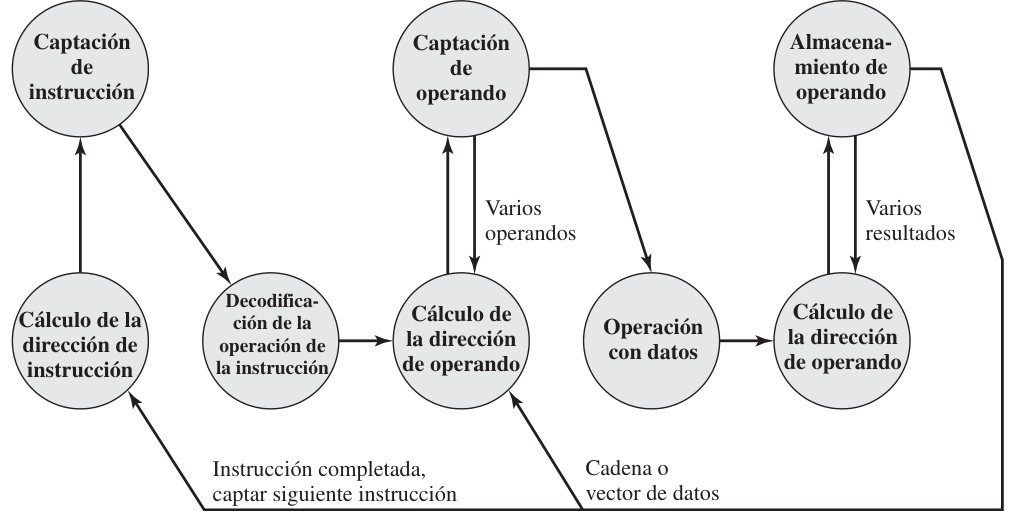 Captación
de
instrucción
Captación
de
operando
Almacena-
miento de
operando
Varios
operandos
Varios
resultados
Cálculo de la
dirección de
instrucción
Decodifica-
ción de la
operación de
la instrucción
Cálculo de
la dirección
de operando
Operación
con datos
Cálculo de
la dirección
de operando
Instrucción completada,
captar siguiente instrucción
Cadena o
vector de datos